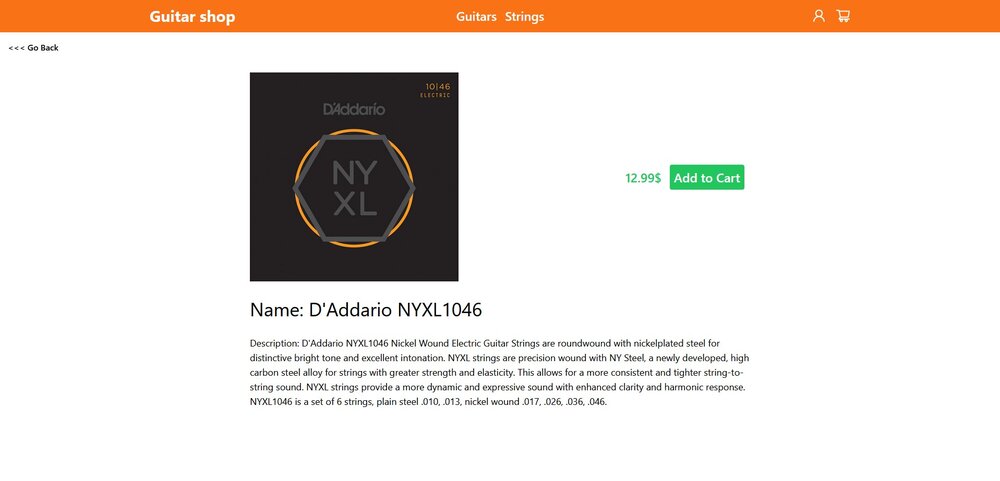 Guitar shop
Guitars Strings
<<< Go Back
10|46
ELECTRIC
D'Addario
NY
XL
12.99$ Add to Cart
Name: D'Addario NYXL1046
Description: D'Addario NYXL1046 Nickel Wound Electric Guitar Strings are roundwound with nickelplated steel for
distinctive bright tone and excellent intonation. NYXL strings are precision wound with NY Steel, a newly developed, high
carbon steel alloy for strings with greater strength and elasticity. This allows for a more consistent and tighter string-to-
string sound. NYXL strings provide a more dynamic and expressive sound with enhanced clarity and harmonic response.
NYXL1046 is a set of 6 strings, plain steel .010, .013, nickel wound .017, .026, .036, .046.